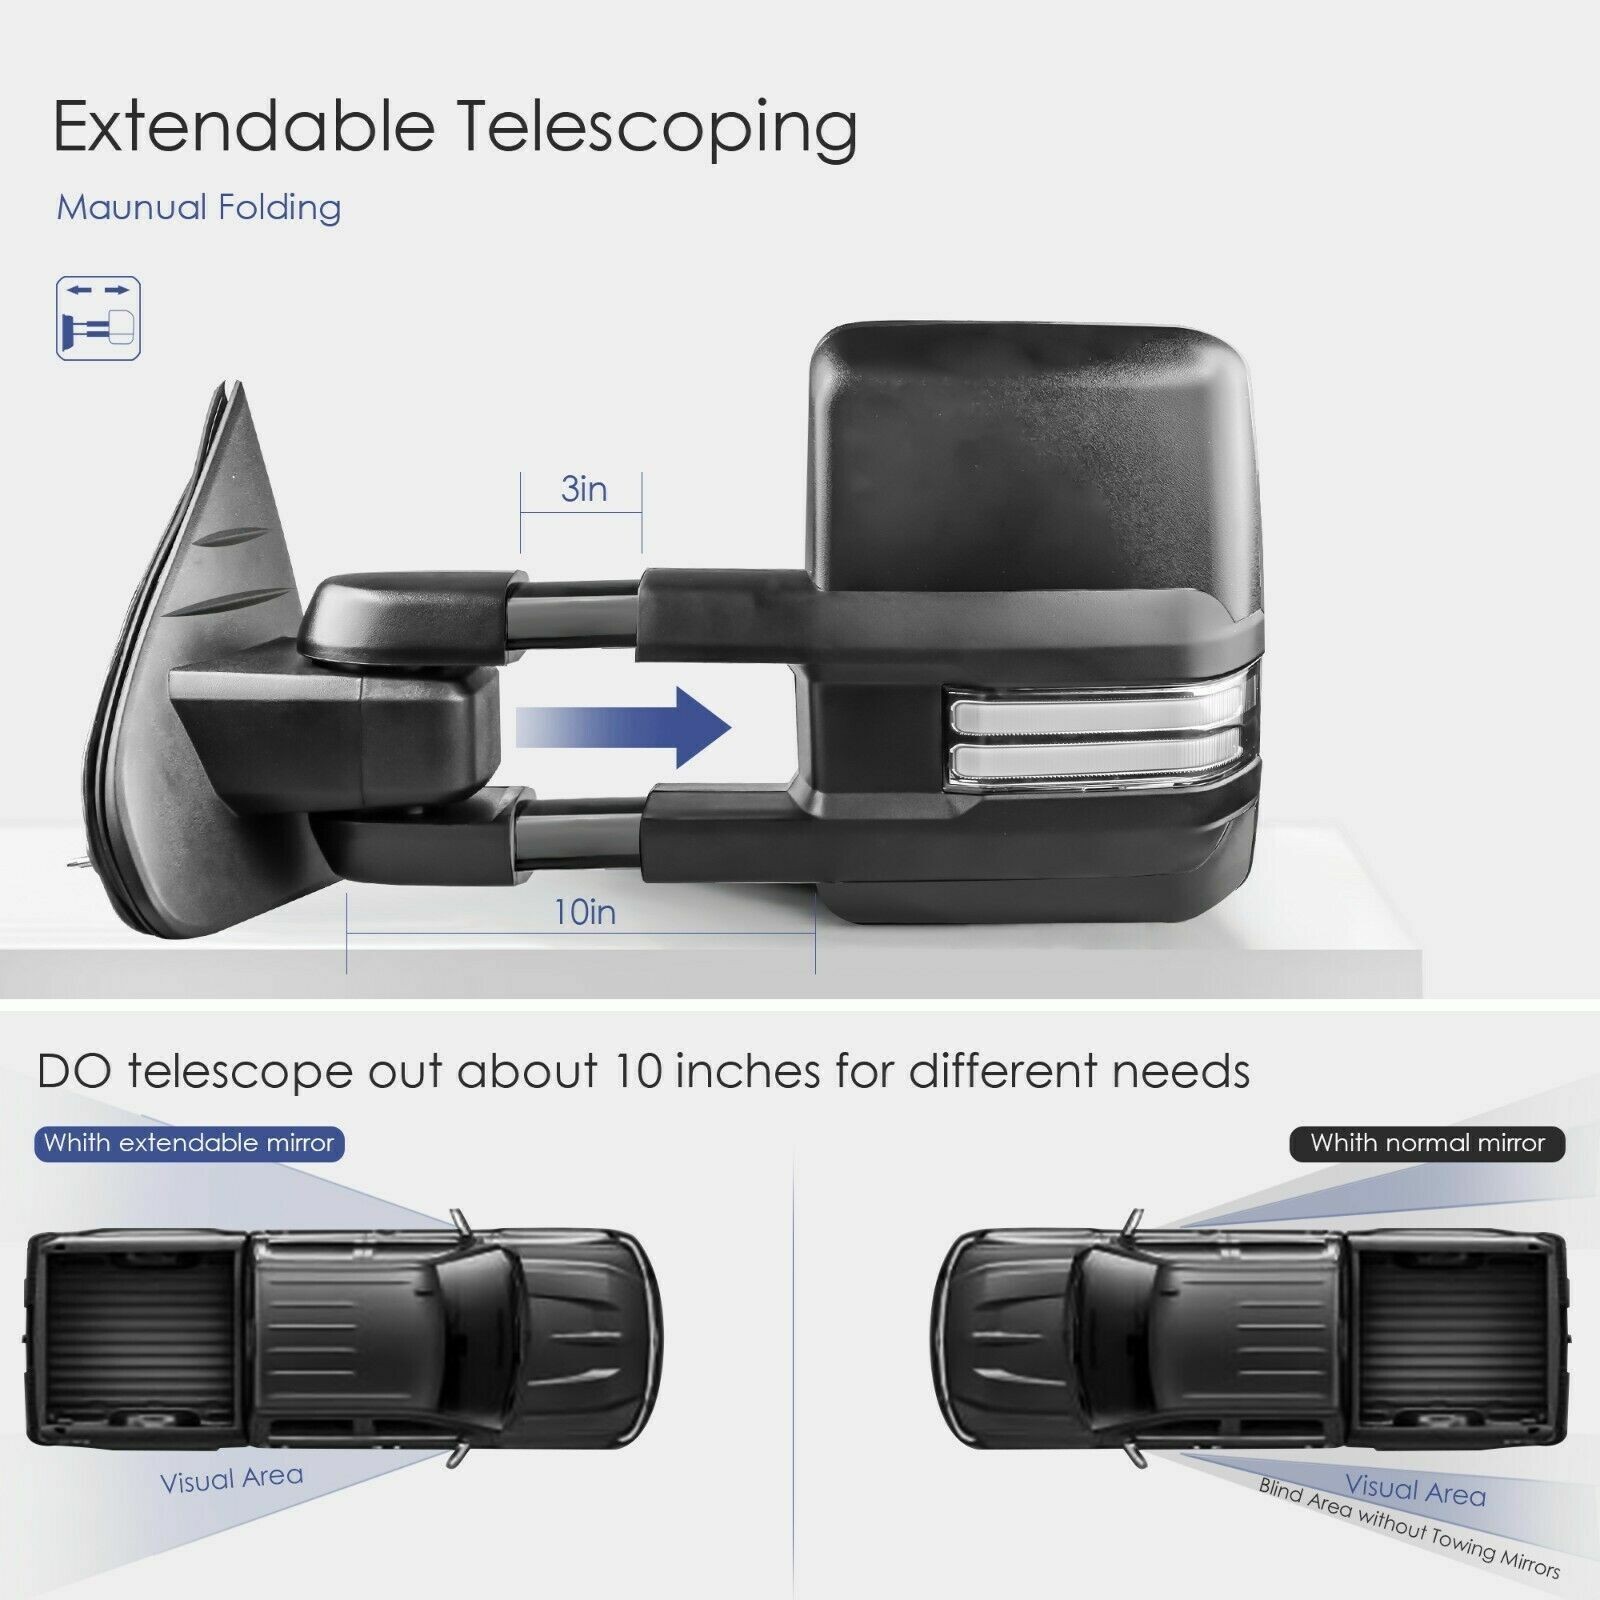 Extendable Telescoping
Maunual Folding
3in
10in
DO telescope out about 10 inches for different needs
Whith extendable mirror
Whith normal mirror
Visual Area
Visual Area
Blind Area without Towing Mirrors